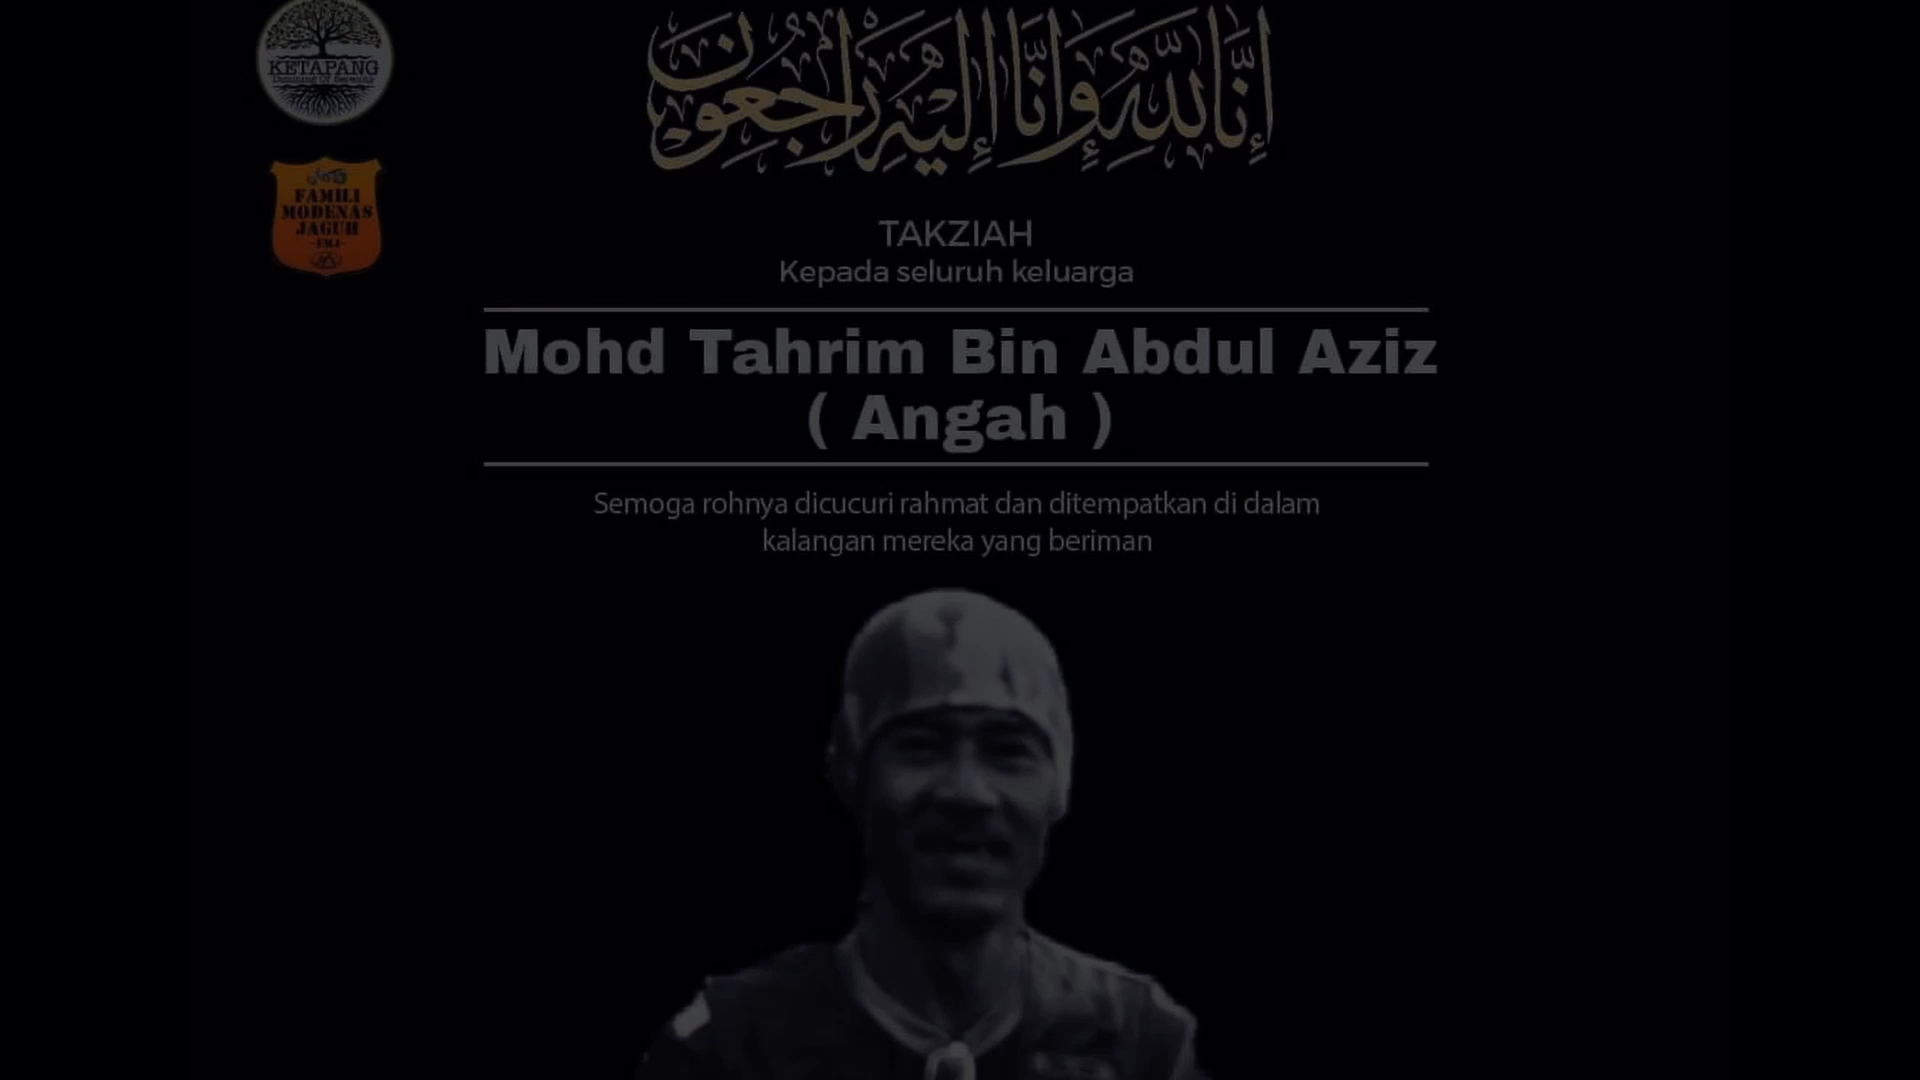 KETAPANG
إنا لله وإنا إليه راجعون
FAMILI
MODENAS
JAGUH
~FMJ~
TAKZIAH
Kepada seluruh keluarga
Mohd Tahrim Bin Abdul Aziz
( Angah )
Semoga rohnya dicucuri rahmat dan ditempatkan di dalam
kalangan mereka yang beriman